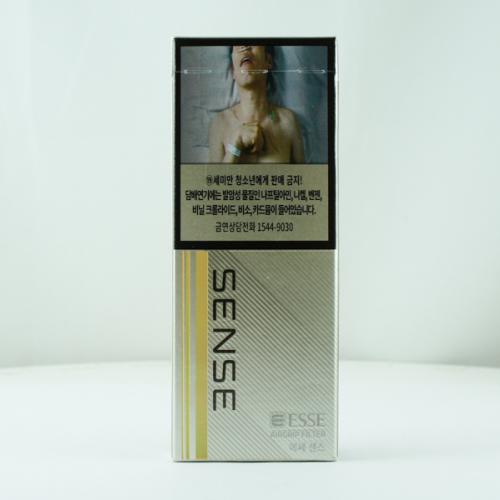 ⑲세미만 청소년에게 판매 금지!
담배연기에는 발암성 물질인 나프틸아민, 니켈, 벤젠,
비닐 크롤라이드, 비소, 카드뮴이 들어있습니다.
금연상담전화 1544-9030
SENSE
ESSE
AIRGRIP FILTER
에쎄 센스